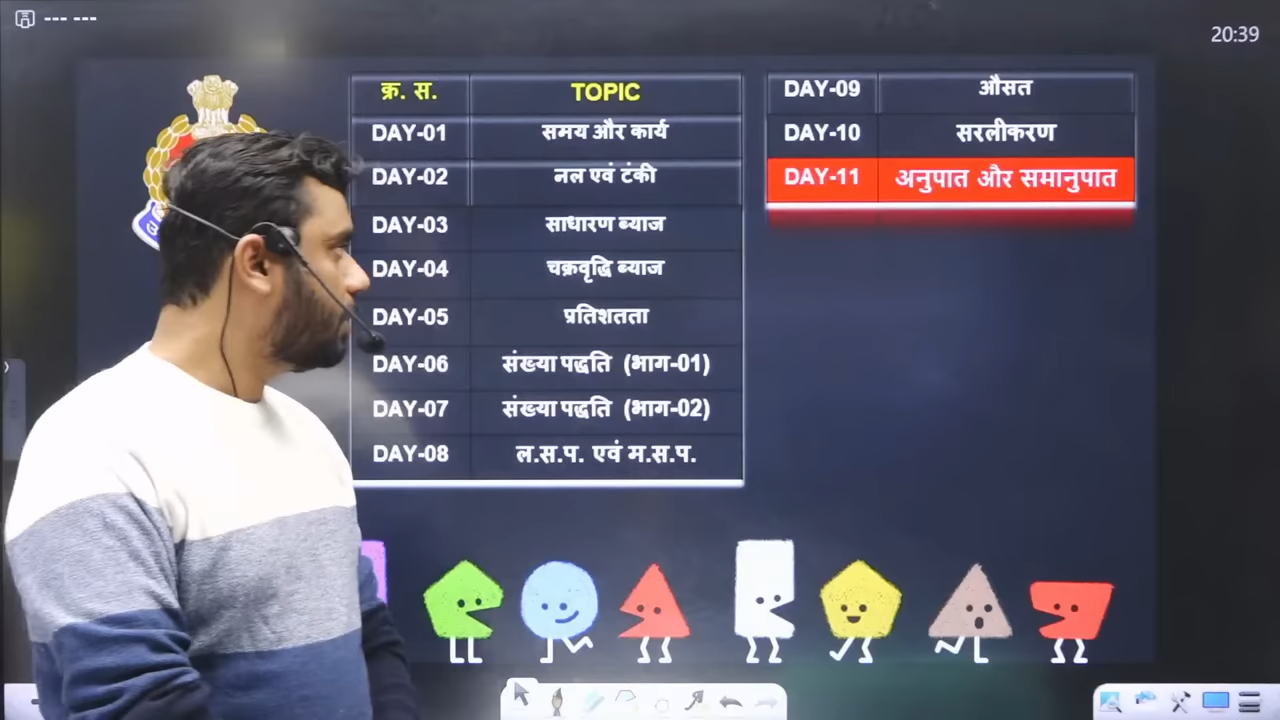 --- ---
20:39
क्र. स. TOPIC
DAY-01 समय और कार्य
DAY-02 नल एवं टंकी
DAY-03 साधारण ब्याज
DAY-04 चक्रवृद्धि ब्याज
DAY-05 प्रतिशतता
DAY-06 संख्या पद्धति (भाग-01)
DAY-07 संख्या पद्धति (भाग-02)
DAY-08 ल.स.प. एवं म.स.प.
DAY-09 औसत
DAY-10 सरलीकरण
DAY-11 अनुपात और समानुपात